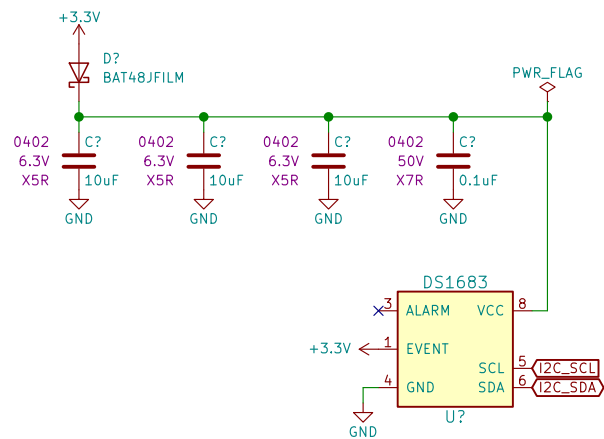 +3.3V
D?
BAT48JFILM
PWR_FLAG
0402
6.3V
X5R
C?
10uF
GND
0402
6.3V
X5R
C?
10uF
GND
0402
6.3V
X5R
C?
10uF
GND
0402
50V
X7R
C?
0.1uF
GND
DS1683
3
ALARM
VCC
8
+3.3V
1
EVENT
SCL
5
I2C_SCL
4
GND
SDA
6
I2C_SDA
U?
GND